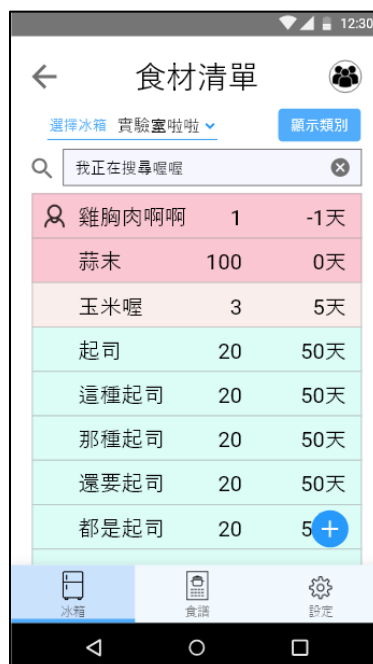 12:30
食材清單
選擇冰箱 實驗室啦啦 顯示類別
我正在搜尋喔喔
雞胸肉啊啊 1 -1天
蒜末 100 0天
玉米喔 3 5天
起司 20 50天
這種起司 20 50天
那種起司 20 50天
還要起司 20 50天
都是起司 20 5
冰箱 食譜 設定